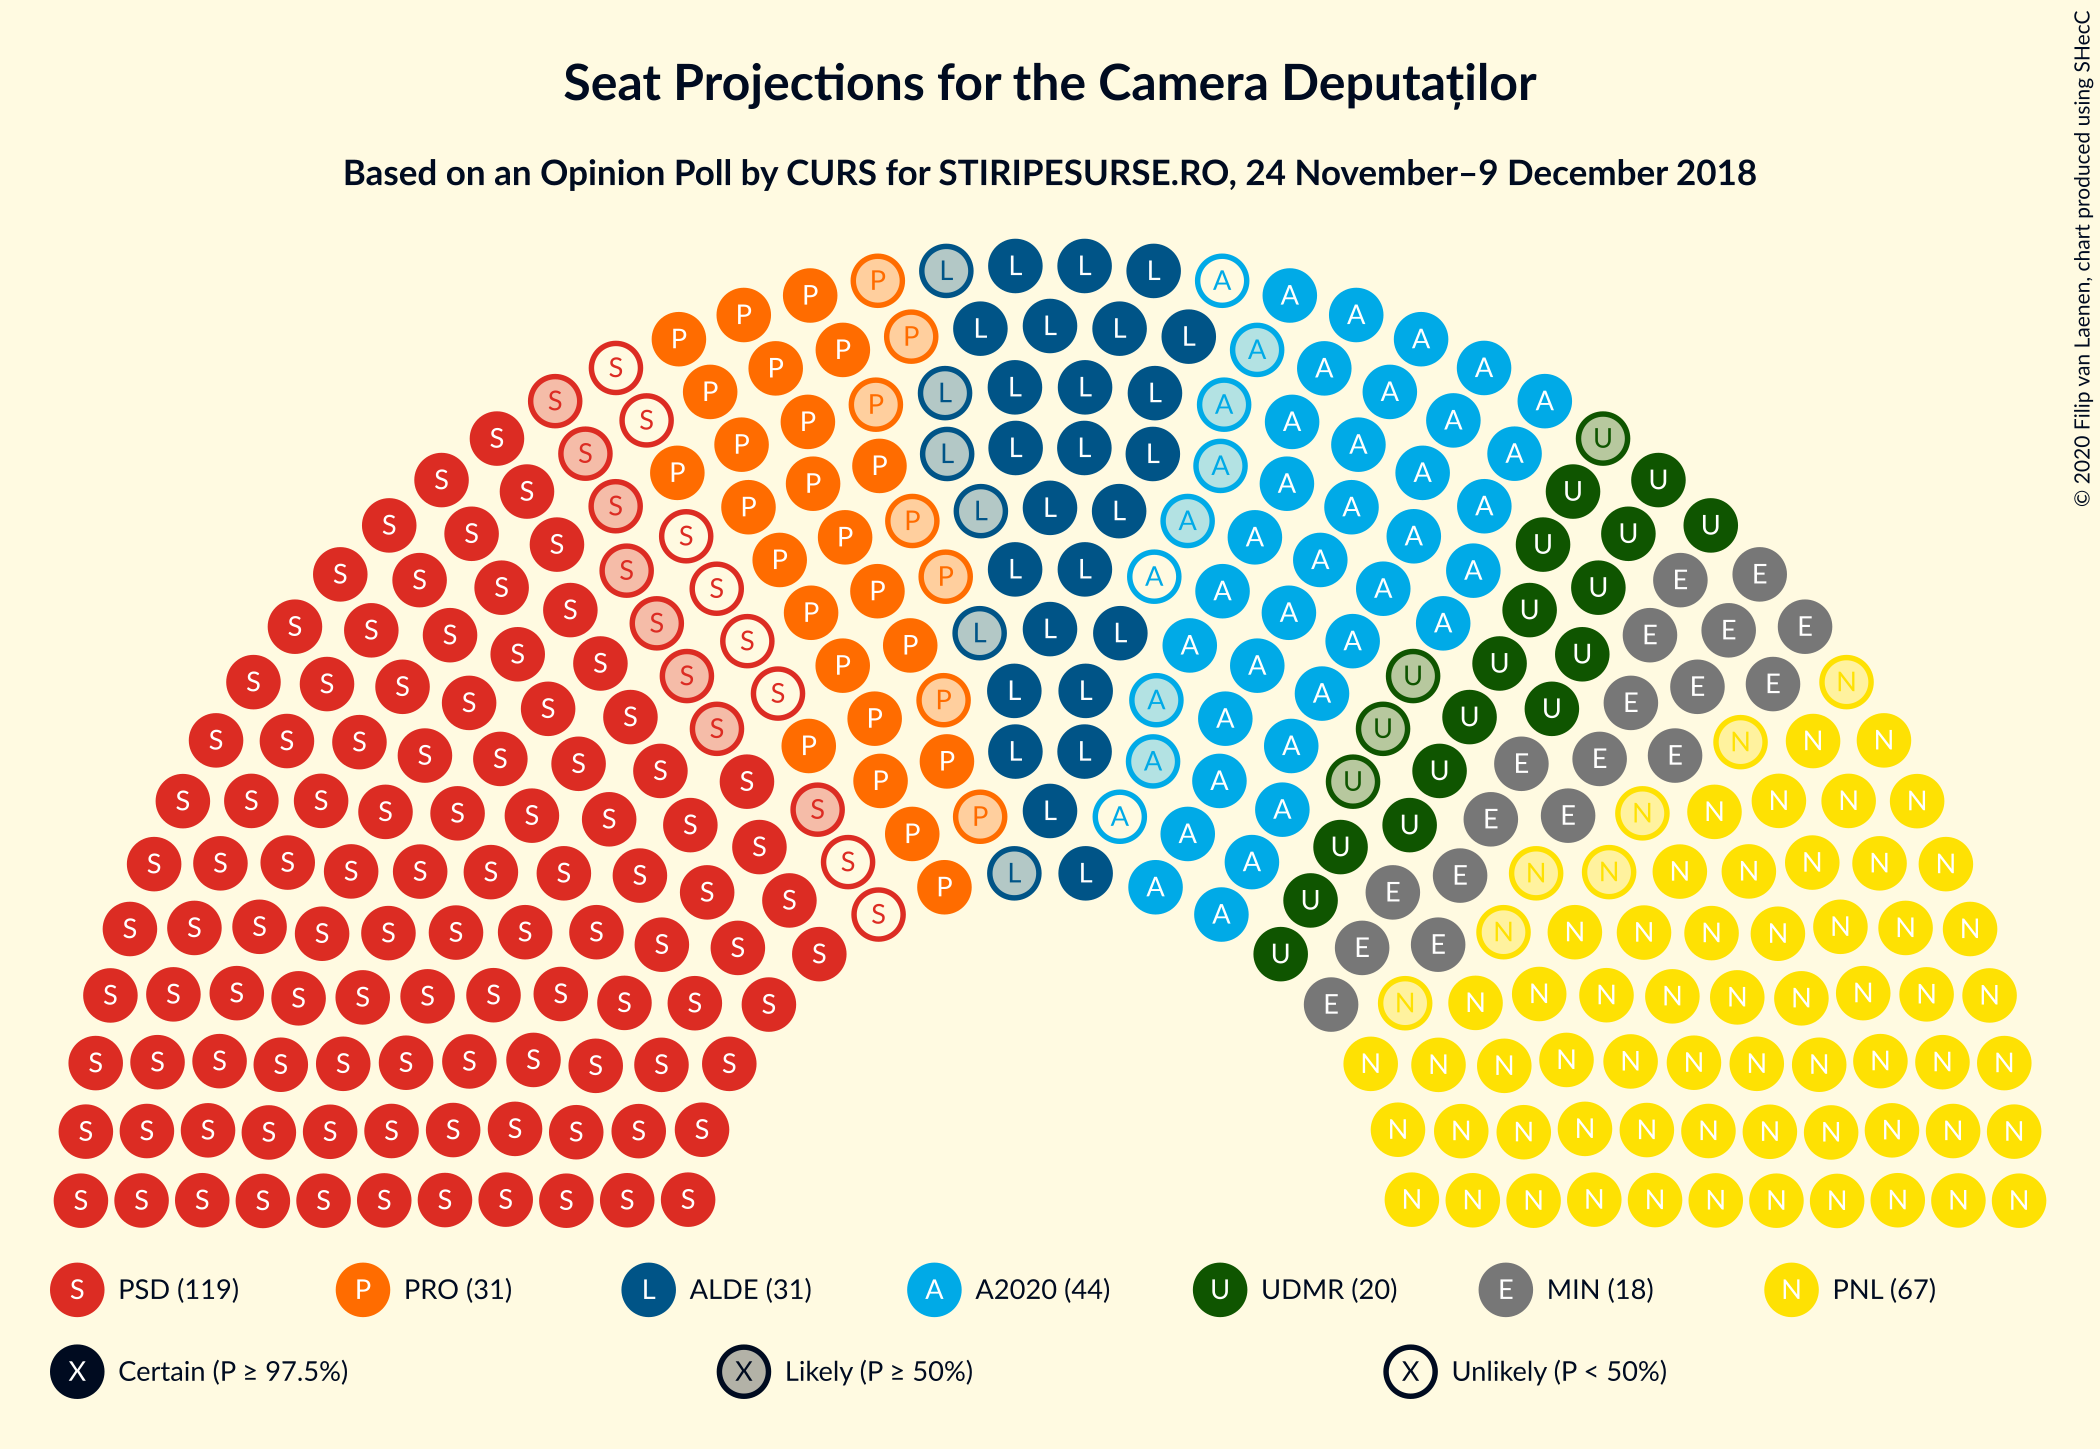 Seat Projections for the Camera Deputaților
Based on an Opinion Poll by CURS for STIRIPESURSE.RO, 24 November–9 December 2018
© 2020 Filip van Laenen, chart produced using SHecC
S PSD (119) P PRO (31) L ALDE (31) A A2020 (44) U UDMR (20) E MIN (18) N PNL (67)
X Certain (P ≥ 97.5%) X Likely (P ≥ 50%) X Unlikely (P < 50%)